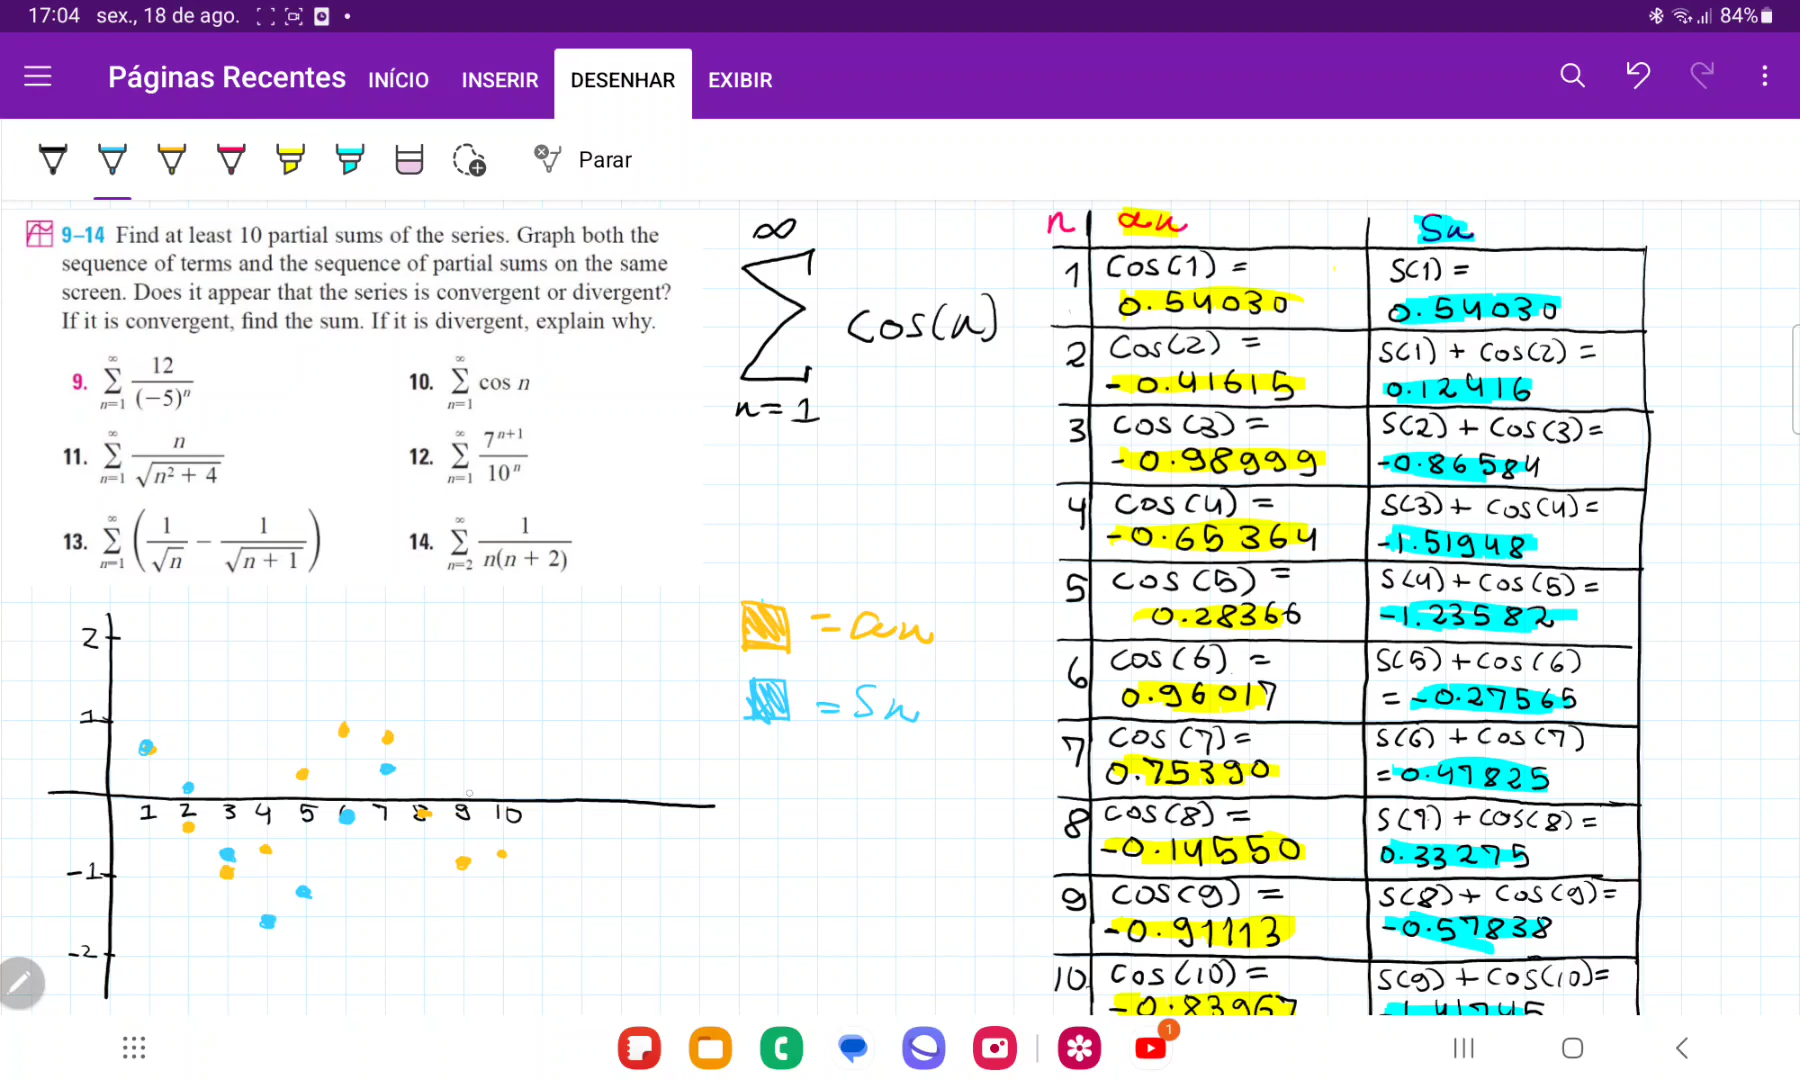 17:04 sex., 18 de ago.
84%
Páginas Recentes INÍCIO INSERIR DESENHAR EXIBIR
Parar
9–14 Find at least 10 partial sums of the series. Graph both the
sequence of terms and the sequence of partial sums on the same
screen. Does it appear that the series is convergent or divergent?
If it is convergent, find the sum. If it is divergent, explain why.
9. ∞ ∑ n=1 12/(−5)ⁿ
10. ∞ ∑ n=1 cos n
11. ∞ ∑ n=1 n/√(n² + 4)
12. ∞ ∑ n=1 7ⁿ⁺¹/10ⁿ
13. ∞ ∑ n=1 (1/√n − 1/√(n + 1))
14. ∞ ∑ n=2 1/(n(n + 2))
∞
∑ cos(n)
n=1
2
1
1 2 3 4 5 6 7 8 9 10
-1
-2
= an
= Sn
n an Sn
1 Cos(1) = S(1) =
0.54030 0.54030
2 Cos(2) = S(1) + Cos(2) =
-0.41615 0.12416
3 Cos(3) = S(2) + Cos(3) =
-0.98999 -0.86584
4 Cos(4) = S(3) + Cos(4) =
-0.65364 -1.51948
5 Cos(5) = S(4) + Cos(5) =
0.28366 -1.23582
6 Cos(6) = S(5) + Cos(6)
0.96017 = -0.27565
7 Cos(7) = S(6) + Cos(7)
0.75390 = 0.47825
8 Cos(8) = S(7) + Cos(8) =
-0.14550 0.33275
9 Cos(9) = S(8) + Cos(9) =
-0.91113 -0.57838
10 Cos(10) = S(9) + Cos(10) =
-0.83967 -1.41745
1